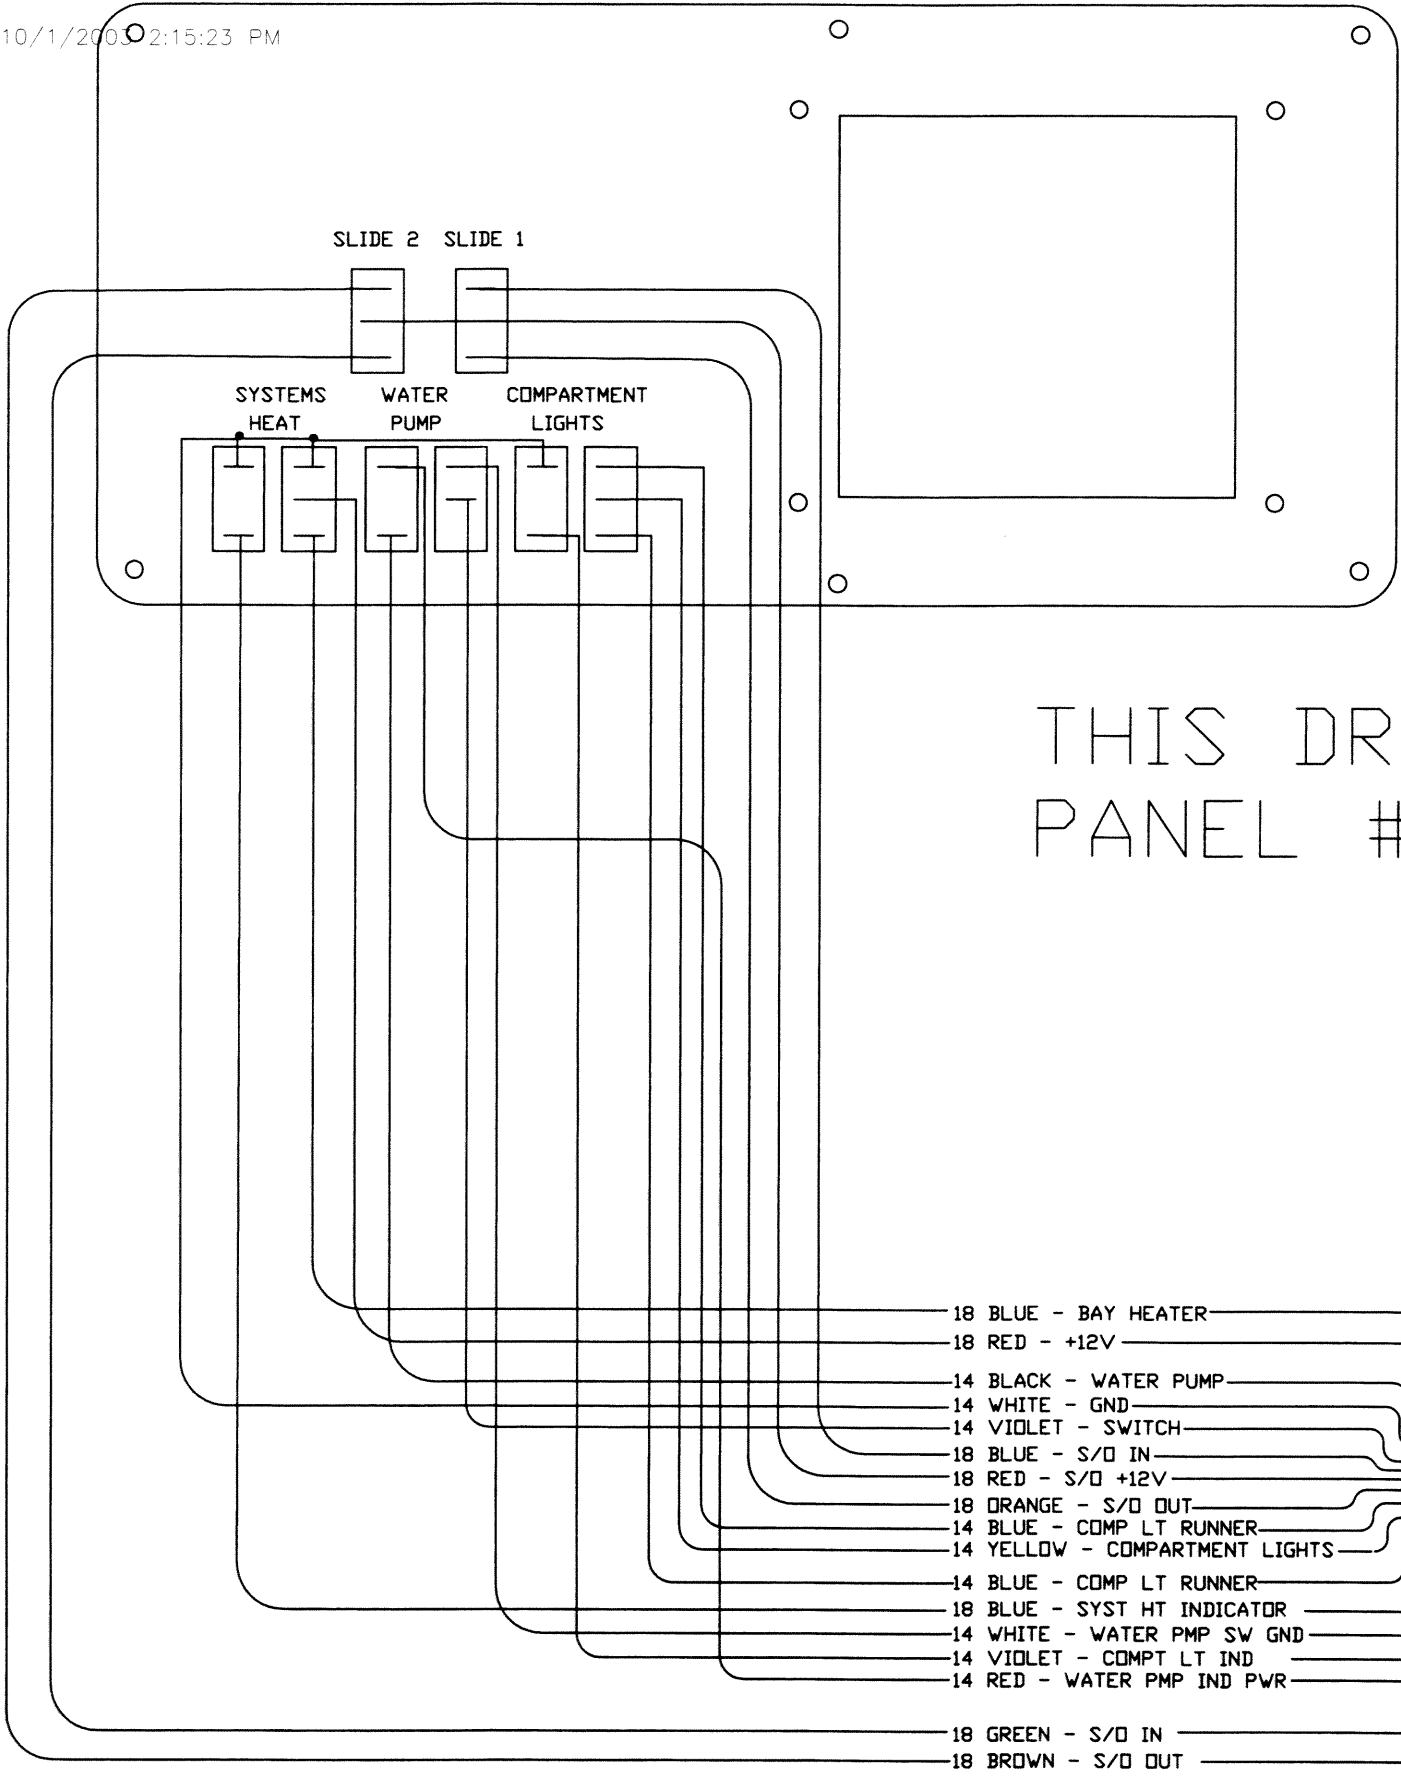 10/1/2003 2:15:23 PM
SLIDE 2 SLIDE 1
SYSTEMS HEAT
WATER PUMP
COMPARTMENT LIGHTS
THIS DR
PANEL #
18 BLUE - BAY HEATER
18 RED - +12V
14 BLACK - WATER PUMP
14 WHITE - GND
14 VIOLET - SWITCH
18 BLUE - S/O IN
18 RED - S/O +12V
18 ORANGE - S/O OUT
14 BLUE - COMP LT RUNNER
14 YELLOW - COMPARTMENT LIGHTS
14 BLUE - COMP LT RUNNER
18 BLUE - SYST HT INDICATOR
14 WHITE - WATER PMP SW GND
14 VIOLET - COMPT LT IND
14 RED - WATER PMP IND PWR
18 GREEN - S/O IN
18 BROWN - S/O OUT